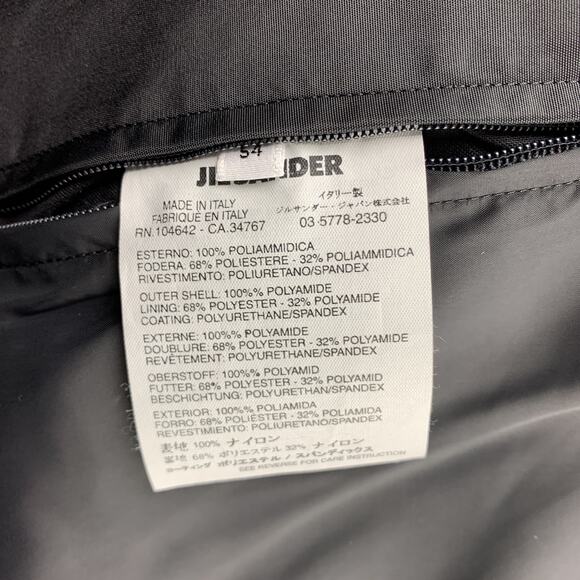 54
JIL SANDER
MADE IN ITALY
FABRIQUÉ EN ITALY
RN.104642 - CA.34767
イタリー製
ジルサンダー・ジャパン株式会社
03-5778-2330
ESTERNO: 100% POLIAMMIDICA
FODERA: 68% POLIESTERE - 32% POLIAMMIDICA
RIVESTIMENTO: POLIURETANO/SPANDEX
OUTER SHELL: 100%% POLYAMIDE
LINING: 68% POLYESTER - 32% POLYAMIDE
COATING: POLYURETHANE/SPANDEX
EXTERNE: 100%% POLYAMIDE
DOUBLURE: 68% POLYESTER - 32% POLYAMIDE
REVÊTEMENT: POLYURETHANE/SPANDEX
OBERSTOFF: 100%% POLYAMID
FUTTER: 68% POLYESTER - 32% POLYAMID
BESCHICHTUNG: POLYURETHANE/SPANDEX
EXTERIOR: 100%% POLIAMIDA
FORRO: 68% POLIÉSTER - 32% POLIAMIDA
REVESTIMIENTO: POLIURETANO/SPANDEX
表地 100% ナイロン
裏地 68% ポリエステル 32% ナイロン
コーティング ポリエステル / スパンデックス
SEE REVERSE FOR CARE INSTRUCTION